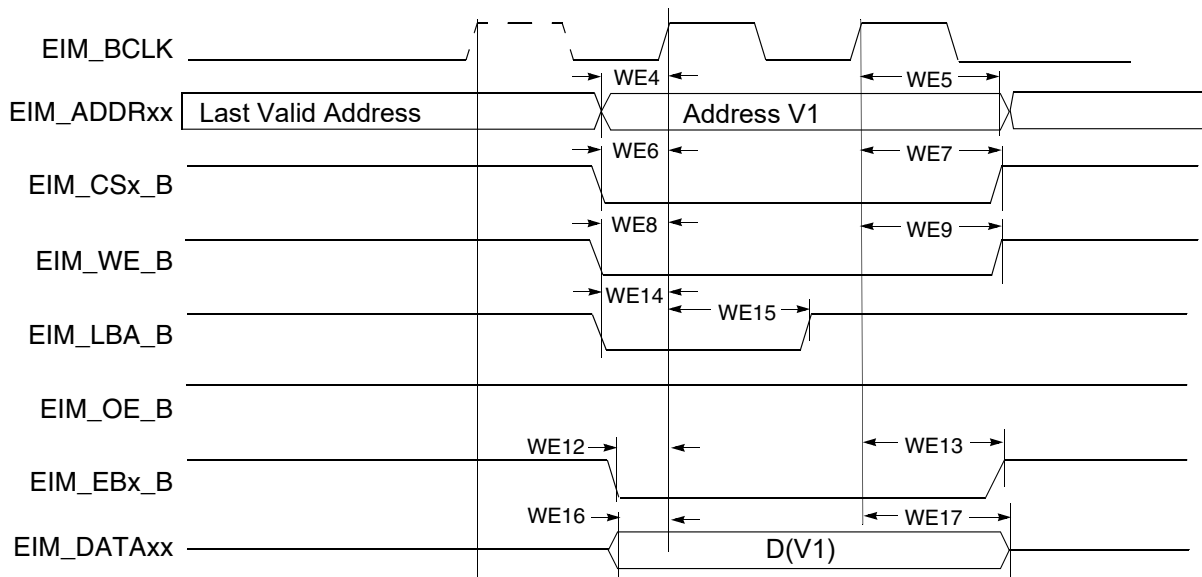 EIM_BCLK
WE4
WE5
EIM_ADDRxx
Last Valid Address
Address V1
WE6
WE7
EIM_CSx_B
WE8
WE9
EIM_WE_B
WE14
WE15
EIM_LBA_B
EIM_OE_B
WE12
WE13
EIM_EBx_B
WE16
WE17
EIM_DATAxx
D(V1)